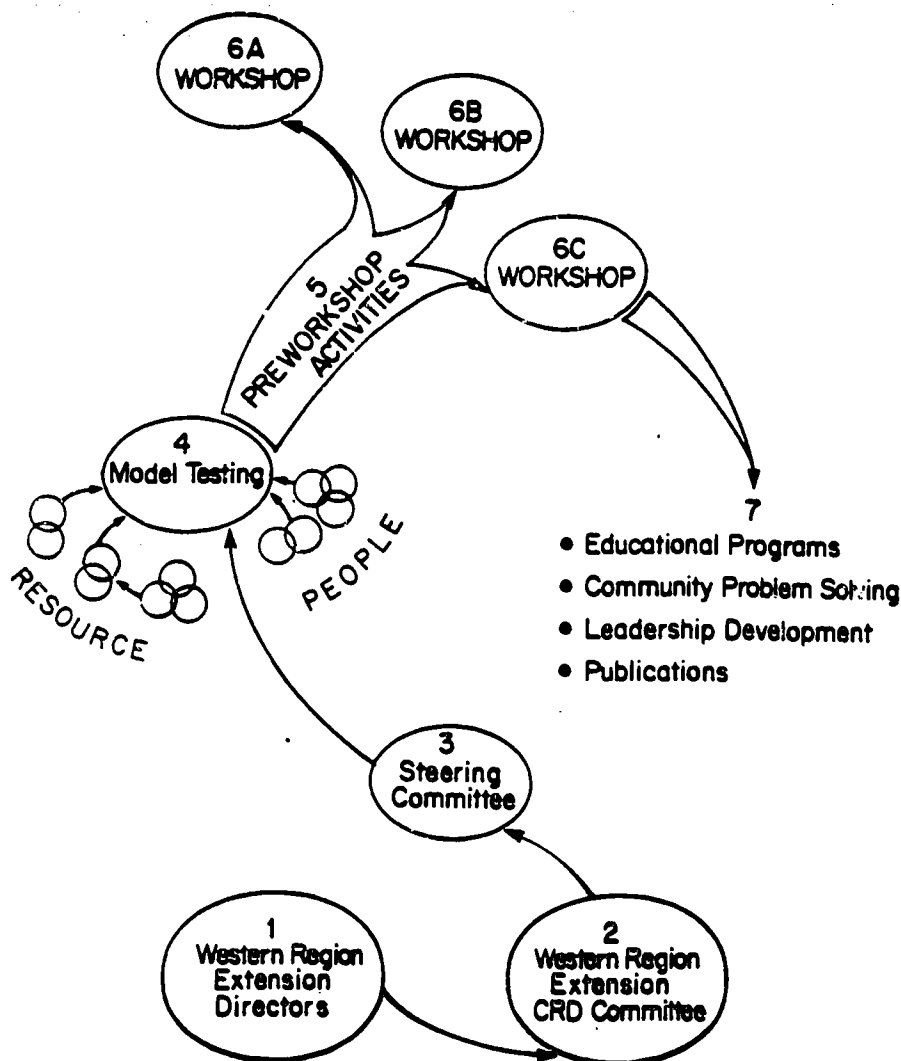 6A
WORKSHOP
6B
WORKSHOP
6C
WORKSHOP
5
PREWORKSHOP
ACTIVITIES
4
Model Testing
RESOURCE
PEOPLE
7
• Educational Programs
• Community Problem Solving
• Leadership Development
• Publications
3
Steering
Committee
1
Western Region
Extension
Directors
2
Western Region
Extension
CRD Committee